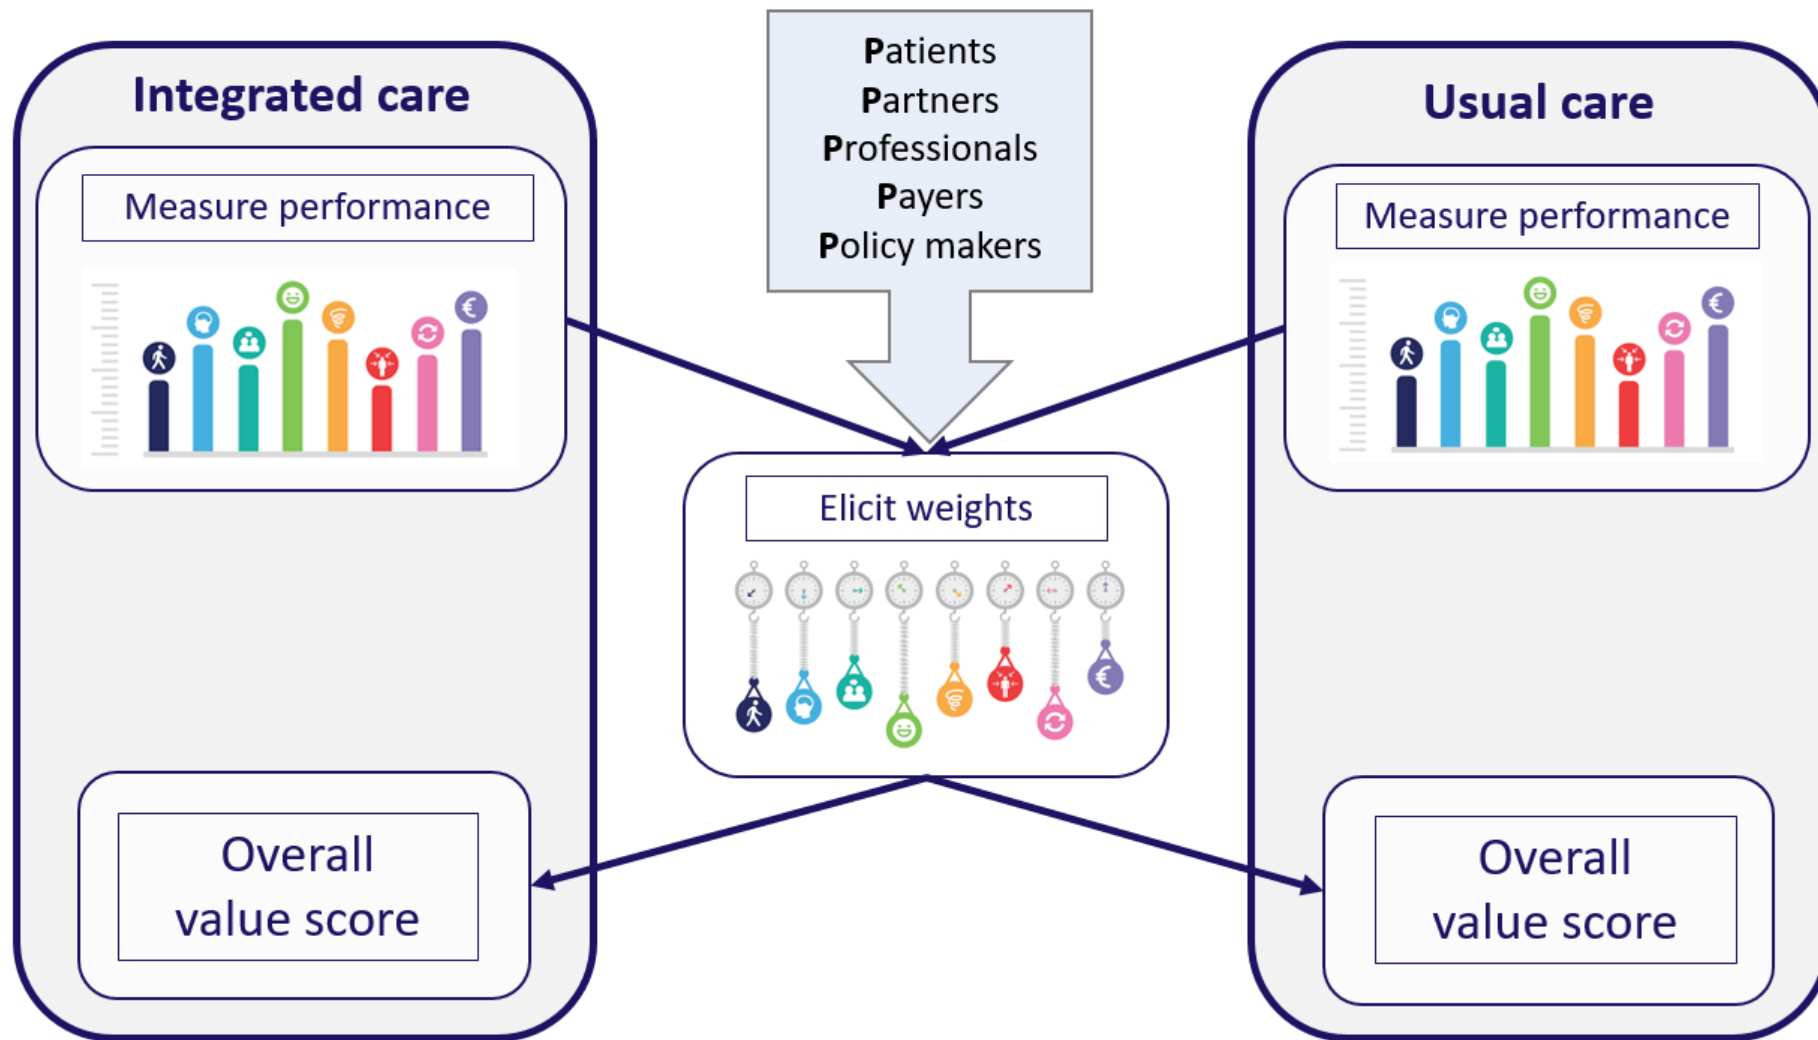 Integrated care
Measure performance
Patients
Partners
Professionals
Payers
Policy makers
Usual care
Measure performance
Elicit weights
Overall
value score
Overall
value score